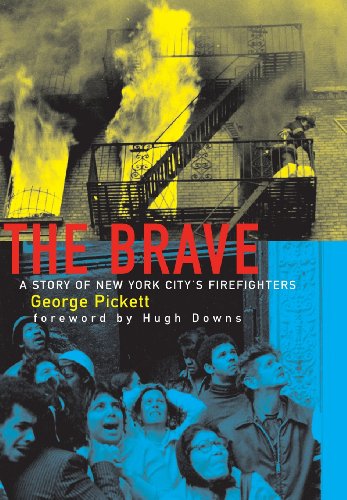 THE BRAVE
A STORY OF NEW YORK CITY'S FIREFIGHTERS
George Pickett
foreword by Hugh Downs